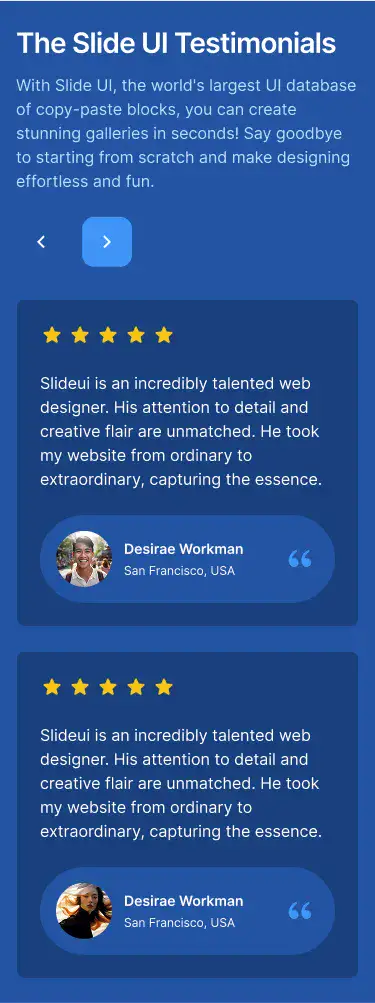 The Slide UI Testimonials
With Slide UI, the world's largest UI database
of copy-paste blocks, you can create
stunning galleries in seconds! Say goodbye
to starting from scratch and make designing
effortless and fun.
Slideui is an incredibly talented web
designer. His attention to detail and
creative flair are unmatched. He took
my website from ordinary to
extraordinary, capturing the essence.
Desirae Workman
San Francisco, USA
Slideui is an incredibly talented web
designer. His attention to detail and
creative flair are unmatched. He took
my website from ordinary to
extraordinary, capturing the essence.
Desirae Workman
San Francisco, USA